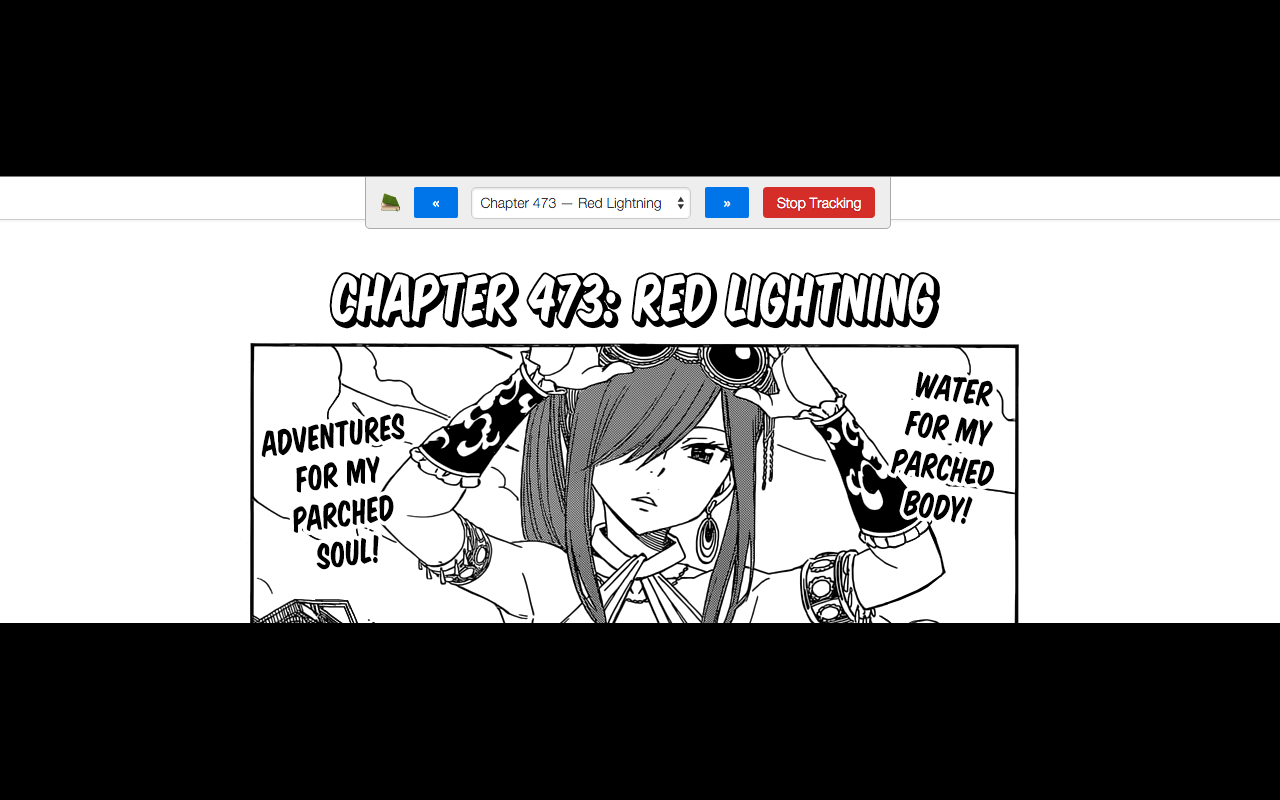 « Chapter 473 — Red Lightning » Stop Tracking
CHAPTER 473: RED LIGHTNING
ADVENTURES
FOR MY
PARCHED
SOUL!
WATER
FOR MY
PARCHED
BODY!